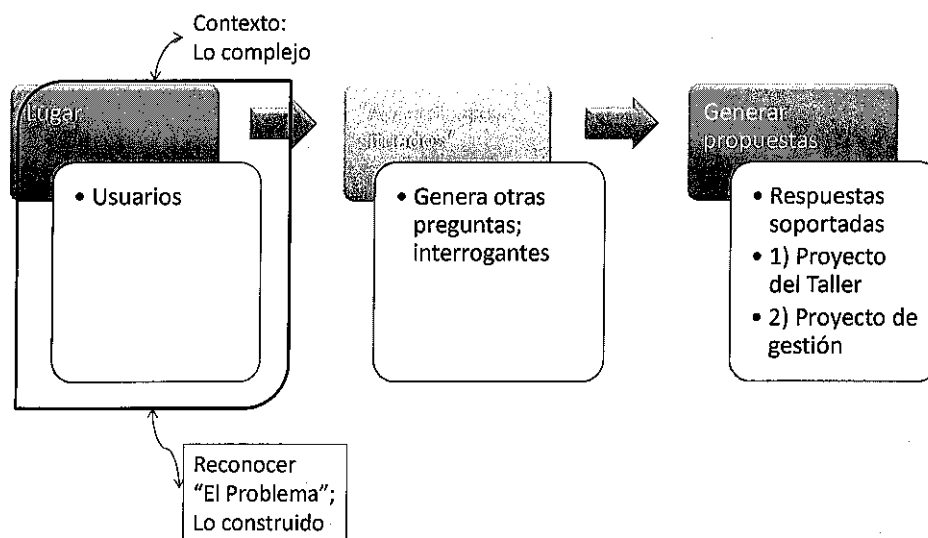 Contexto:
Lo complejo
Lugar
• Usuarios
situados"
• Genera otras
preguntas;
interrogantes
Generar
propuestas
• Respuestas
soportadas
• 1) Proyecto
del Taller
• 2) Proyecto de
gestión
Reconocer
"El Problema";
Lo construido